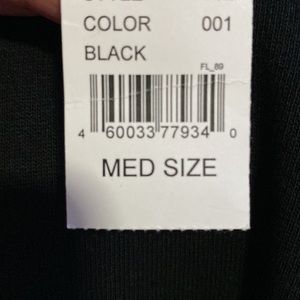 COLOR 001
BLACK
FL_89
4 60033 77934 0
MED SIZE